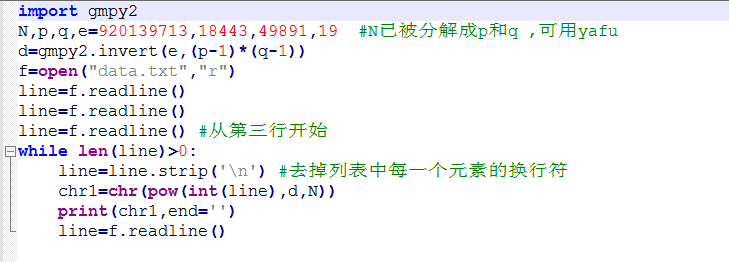 import gmpy2
N,p,q,e=920139713,18443,49891,19  #N已被分解成p和q ,可用yafu
d=gmpy2.invert(e,(p-1)*(q-1))
f=open("data.txt","r")
line=f.readline()
line=f.readline()
line=f.readline() #从第三行开始
while len(line)>0:
    line=line.strip('\n') #去掉列表中每一个元素的换行符
    chr1=chr(pow(int(line),d,N))
    print(chr1,end='')
    line=f.readline()